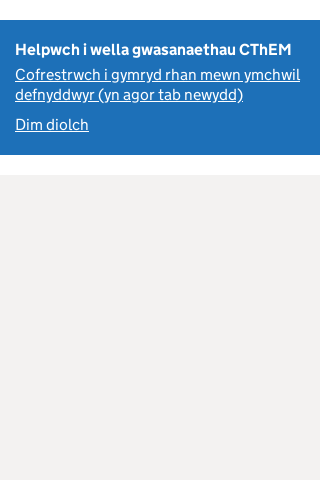 Helpwch i wella gwasanaethau CThEM
Cofrestrwch i gymryd rhan mewn ymchwil
defnyddwyr (yn agor tab newydd)
Dim diolch